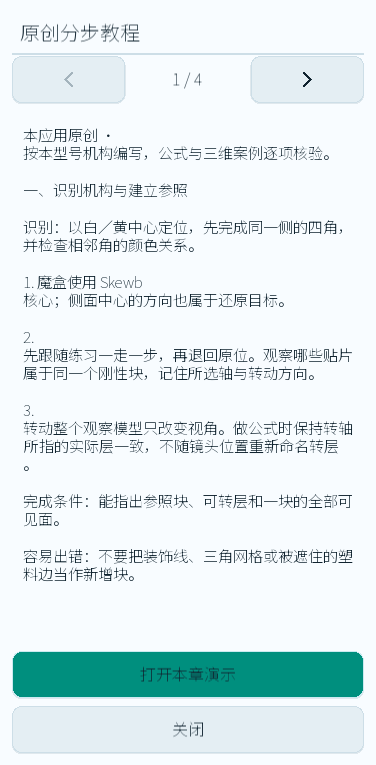 原创分步教程
1 / 4
本应用原创 ·
按本型号机构编写，公式与三维案例逐项核验。
一、识别机构与建立参照
识别：以白／黄中心定位，先完成同一侧的四角，
并检查相邻角的颜色关系。
1. 魔盒使用 Skewb
核心；侧面中心的方向也属于还原目标。
2.
先跟随练习一走一步，再退回原位。观察哪些贴片
属于同一个刚性块，记住所选轴与转动方向。
3.
转动整个观察模型只改变视角。做公式时保持转轴
所指的实际层一致，不随镜头位置重新命名转层
。
完成条件：能指出参照块、可转层和一块的全部可
见面。
容易出错：不要把装饰线、三角网格或被遮住的塑
料边当作新增块。
打开本章演示
关闭